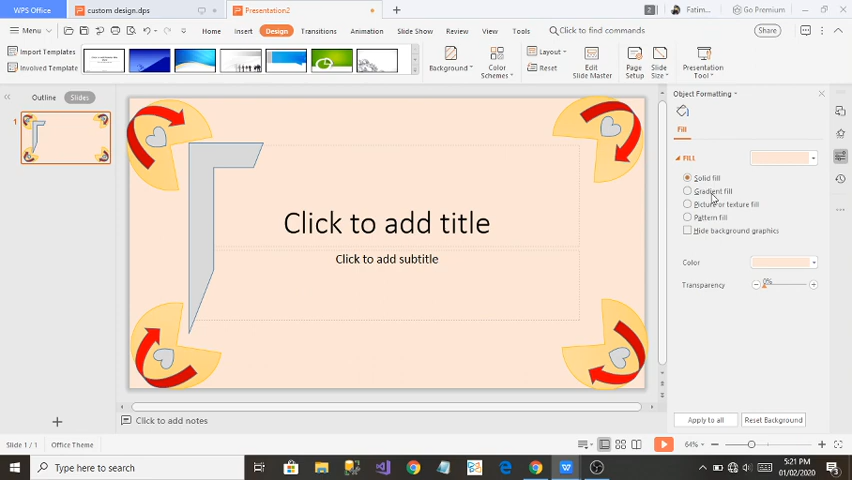 WPS Office custom design.dps Presentation2 2 Fatim... Go Premium
Menu Home Insert Design Transitions Animation Slide Show Review View Tools Click to find commands Share
Import Templates
Involved Template
Background Color Schemes Layout Reset Edit Slide Master Page Setup Slide Size Presentation Tool
Outline Slides
1
Click to add title
Click to add subtitle
Object Formatting
Fill
FILL
Solid fill
Gradient fill
Picture or texture fill
Pattern fill
Hide background graphics
Color
Transparency 0%
Apply to all Reset Background
Click to add notes
Slide 1 / 1 Office Theme 64%
Type here to search
5:21 PM
01/02/2020
3